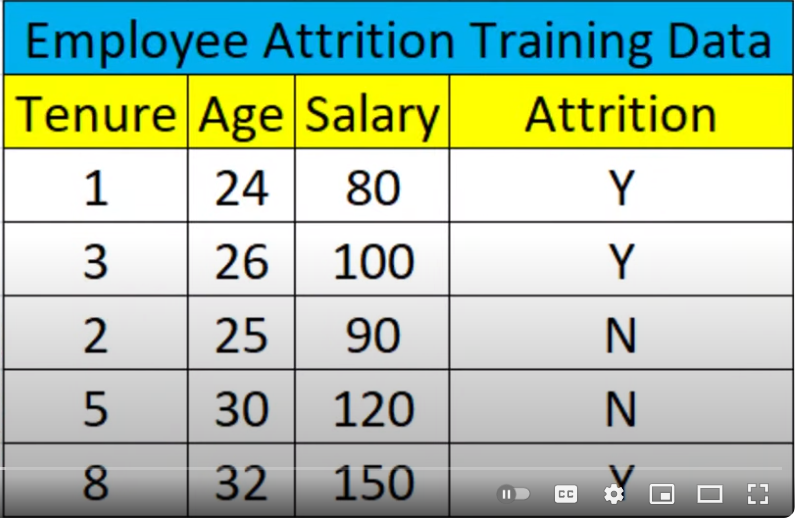 Employee Attrition Training Data
Tenure Age Salary Attrition
1 24 80 Y
3 26 100 Y
2 25 90 N
5 30 120 N
8 32 150 Y
CC